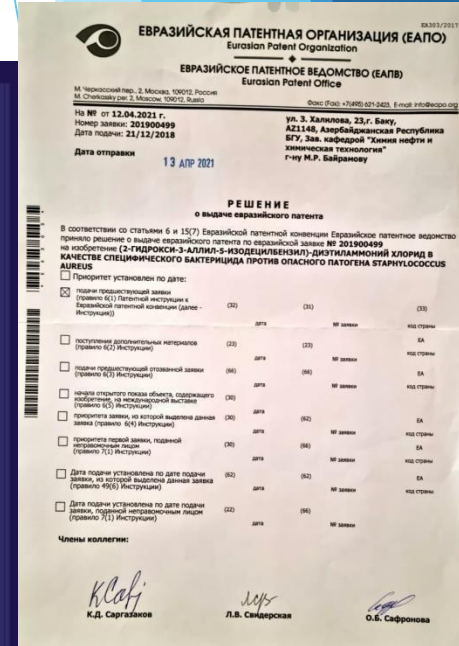 EA303/2017
ЕВРАЗИЙСКАЯ ПАТЕНТНАЯ ОРГАНИЗАЦИЯ (ЕАПО)
Eurasian Patent Organization
ЕВРАЗИЙСКОЕ ПАТЕНТНОЕ ВЕДОМСТВО (ЕАПВ)
Eurasian Patent Office
М. Черкасский пер., 2, Москва, 109012, Россия
M. Cherkassky per. 2, Moscow, 109012, Russia
Факс (Fax): +7(495) 621-2423, E-mail: info@eapo.org
На № от 12.04.2021 г.
Номер заявки: 201900499
Дата подачи: 21/12/2018
Дата отправки
13 АПР 2021
ул. З. Халилова, 23,г. Баку,
AZ1148, Азербайджанская Республика
БГУ, Зав. кафедрой "Химия нефти и
химическая технология"
г-ну М.Р. Байрамову
РЕШЕНИЕ
о выдаче евразийского патента
В соответствии со статьями 6 и 15(7) Евразийской патентной конвенции Евразийское патентное ведомство
приняло решение о выдаче евразийского патента по евразийской заявке № 201900499
на изобретение (2-ГИДРОКСИ-3-АЛЛИЛ-5-ИЗОДЕЦИЛБЕНЗИЛ)-ДИЭТИЛАММОНИЙ ХЛОРИД В
КАЧЕСТВЕ СПЕЦИФИЧЕСКОГО БАКТЕРИЦИДА ПРОТИВ ОПАСНОГО ПАТОГЕНА STAPHYLOCOCCUS
AUREUS
Приоритет установлен по дате:
подачи предшествующей заявки
(правило 6(1) Патентной инструкции к
Евразийской патентной конвенции (далее -
Инструкция))
(32) (31) (33)
дата № заявки код страны
поступления дополнительных материалов
(правило 6(2) Инструкции)
(23) (23) EA
дата № заявки код страны
подачи предшествующей отозванной заявки
(правило 6(3) Инструкции)
(66) (66) EA
дата № заявки код страны
начала открытого показа объекта, содержащего
изобретение, на международной выставке
(правило 6(5) Инструкции)
(30)
дата
приоритета заявки, из которой выделена данная
заявка (правило 6(4) Инструкции)
(30) (62) EA
дата № заявки код страны
приоритета первой заявки, поданной
неправомочным лицом
(правило 7(1) Инструкции)
(30) (66) EA
дата № заявки код страны
Дата подачи установлена по дате подачи
заявки, из которой выделена данная заявка
(правило 49(6) Инструкции)
(62) (62) EA
дата № заявки код страны
Дата подачи установлена по дате подачи
заявки, поданной неправомочным лицом
(правило 7(1) Инструкции)
(22) (66)
дата № заявки
Члены коллегии:
К.Д. Саргазаков Л.В. Свидерская О.Б. Сафронова